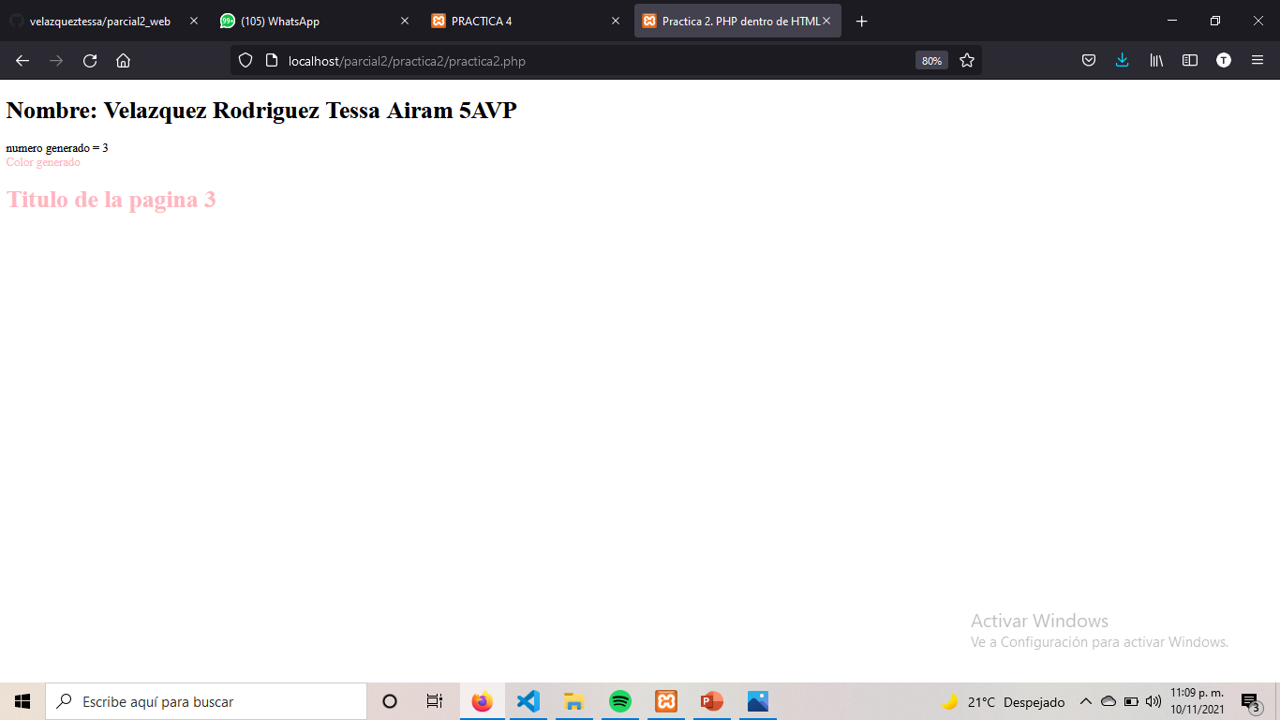 velazqueztessa/parcial2_web
(105) WhatsApp
PRACTICA 4
Practica 2. PHP dentro de HTML
localhost/parcial2/practica2/practica2.php
80%
T
Nombre: Velazquez Rodriguez Tessa Airam 5AVP
numero generado = 3
Color generado
Titulo de la pagina 3
Activar Windows
Ve a Configuración para activar Windows.
Escribe aquí para buscar
21°C Despejado
11:09 p. m.
10/11/2021
3